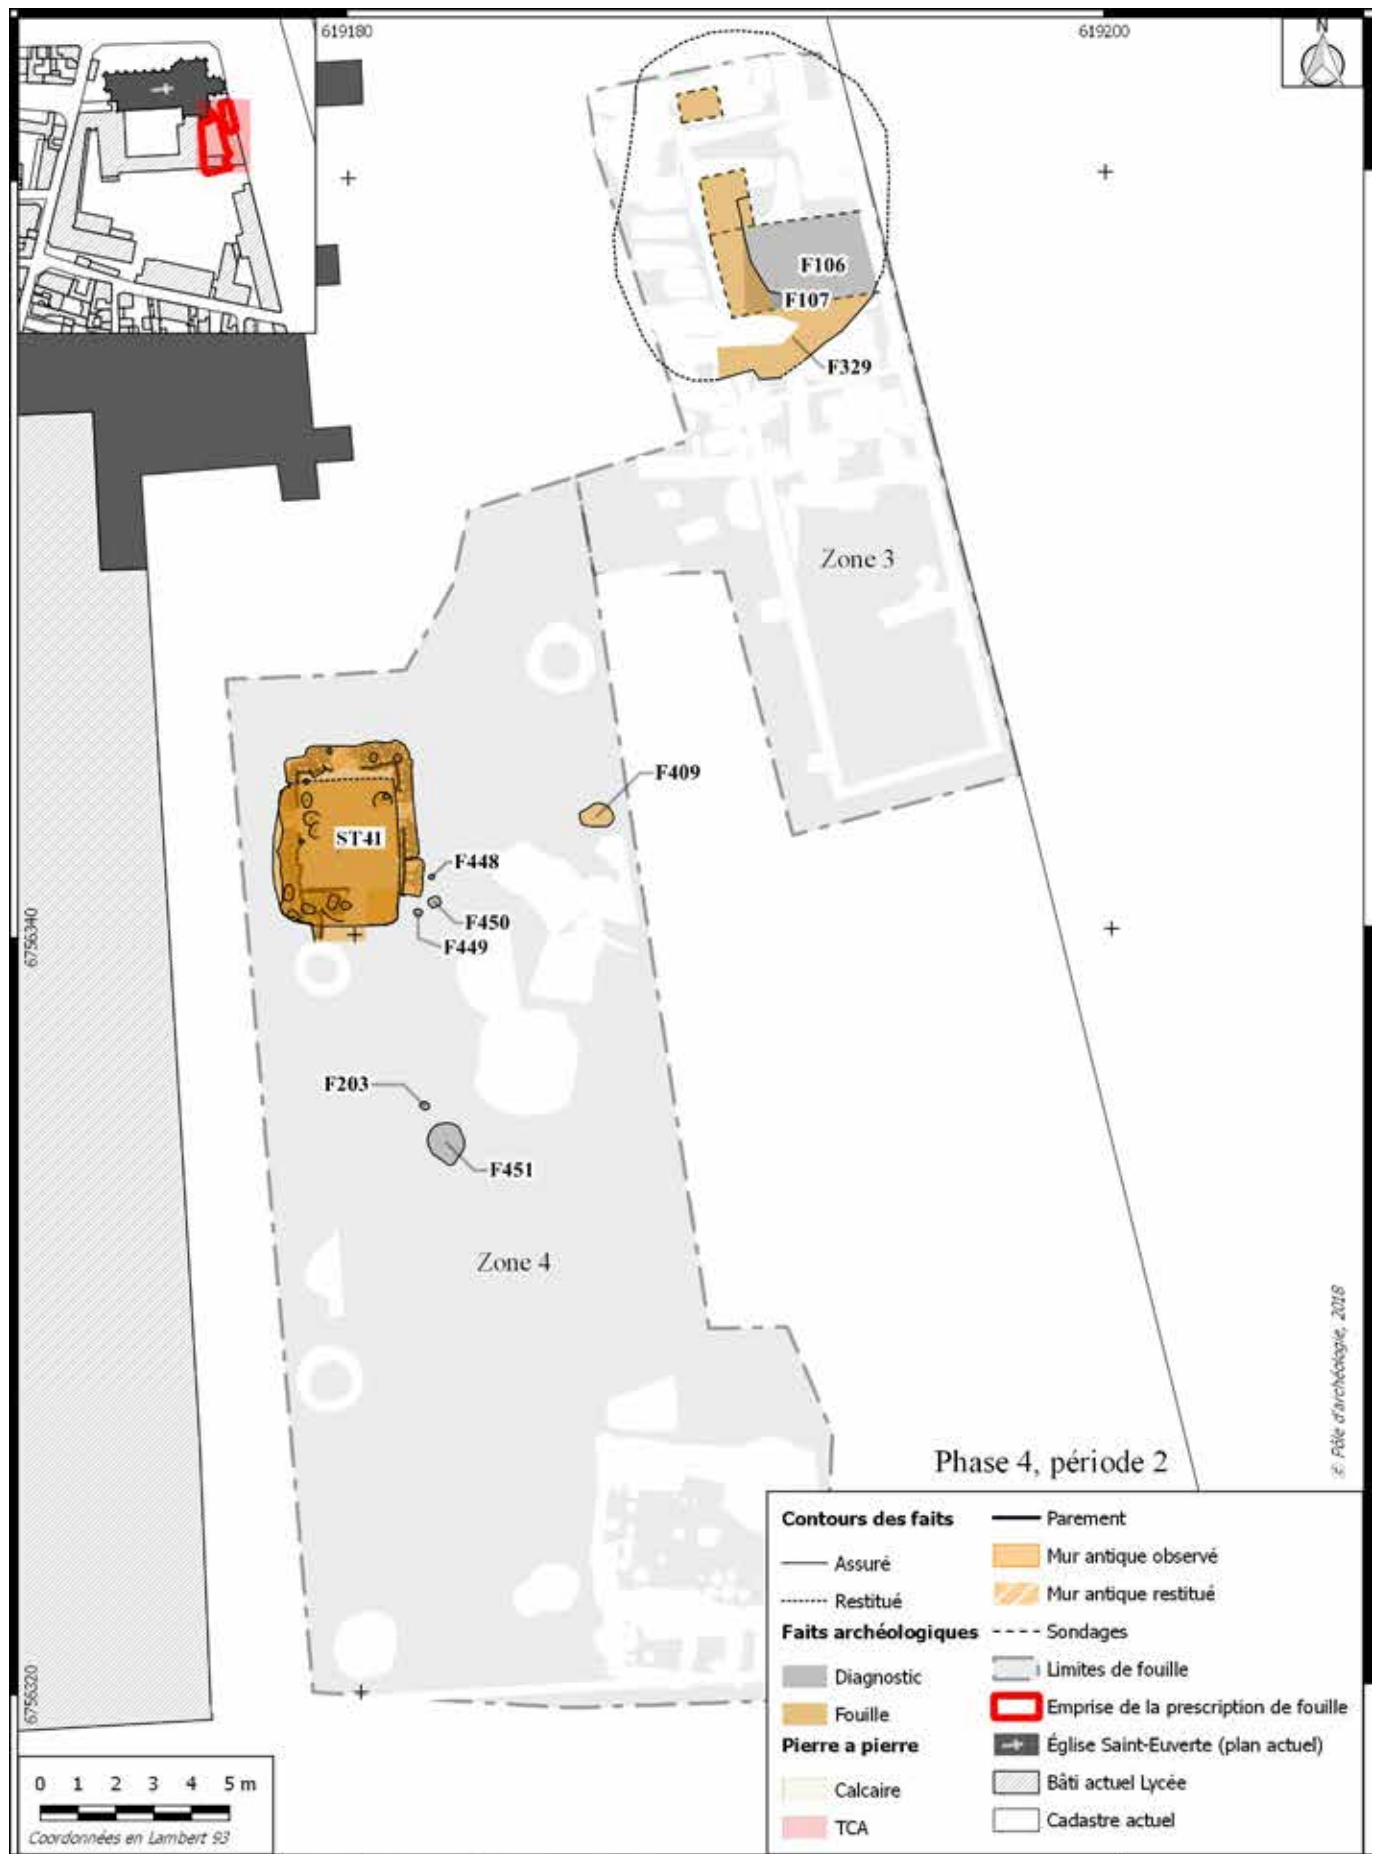 619180
619200
N
F106
F107
F329
Zone 3
F409
ST41
F448
F450
F449
6756340
F203
F451
Zone 4
6756320
© Pôle d'archéologie, 2018
Phase 4, période 2
Contours des faits
Assuré
Restitué
Faits archéologiques
Diagnostic
Fouille
Pierre a pierre
Calcaire
TCA
Parement
Mur antique observé
Mur antique restitué
Sondages
Limites de fouille
Emprise de la prescription de fouille
Église Saint-Euverte (plan actuel)
Bâti actuel Lycée
Cadastre actuel
0 1 2 3 4 5 m
Coordonnées en Lambert 93